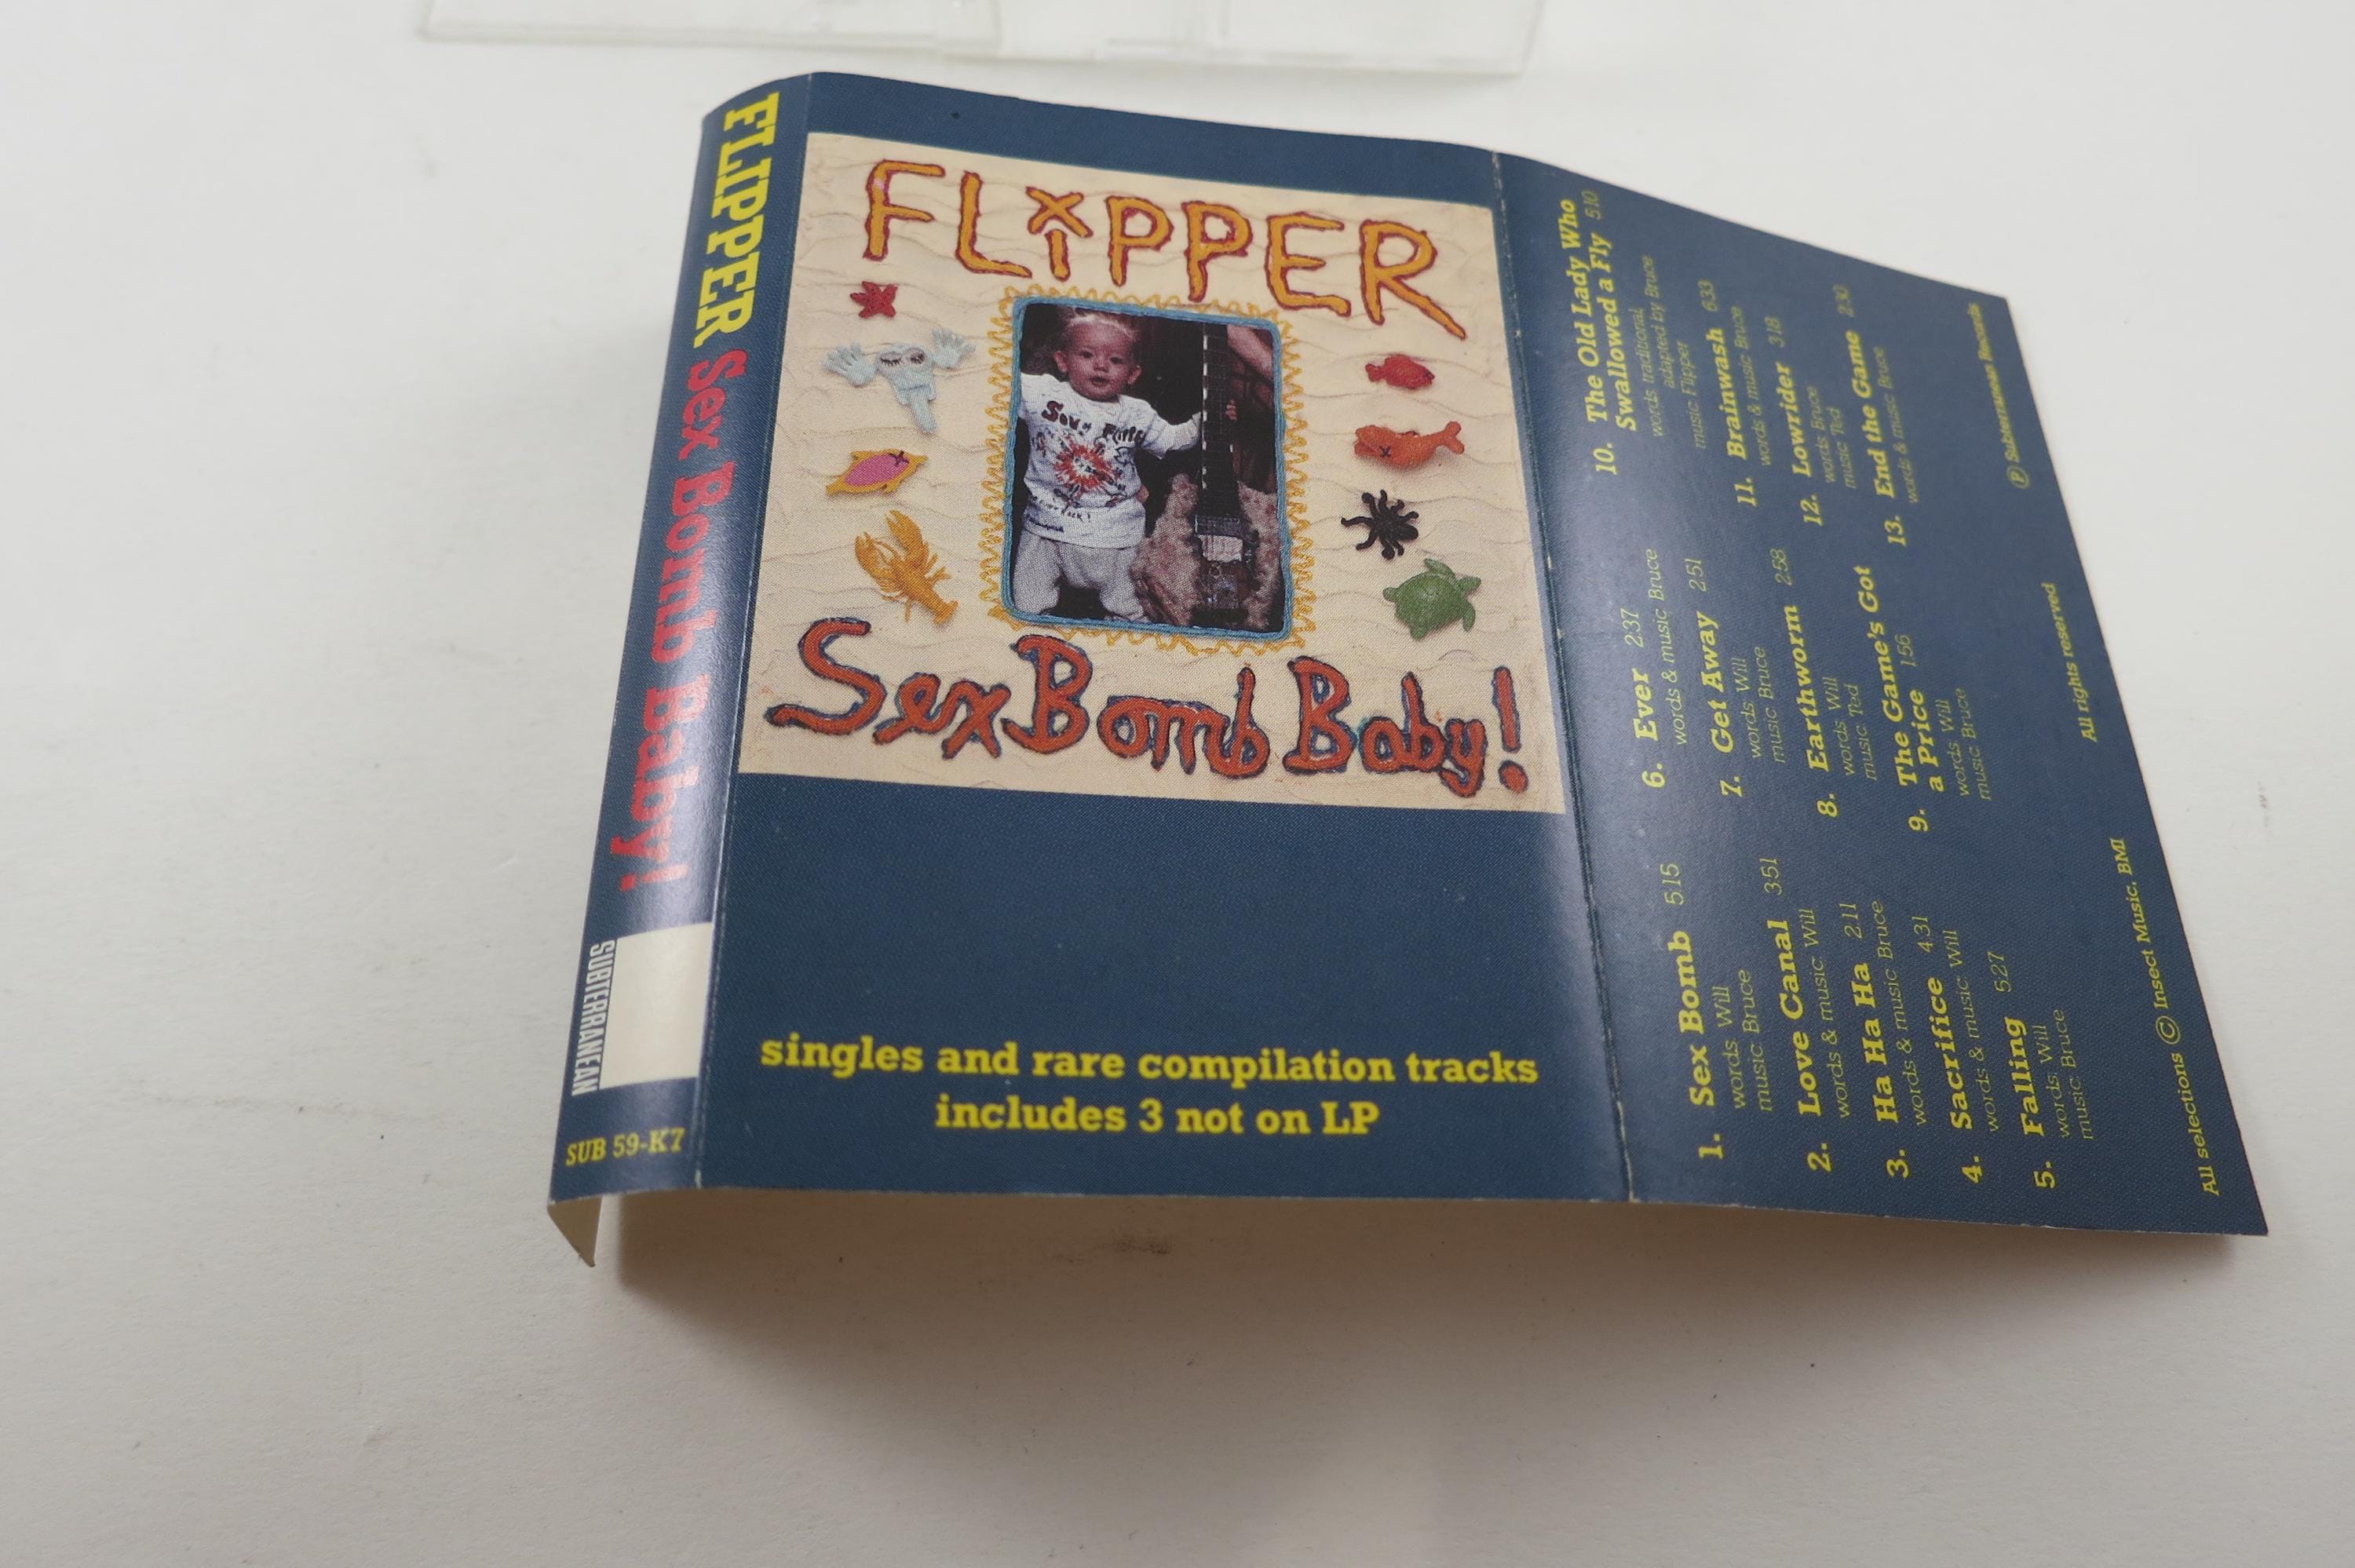 FLIPPER Sex Bomb Baby!
SUBTERRANEAN
SUB 59-K7
FLIPPER
Sex Bomb Baby!
singles and rare compilation tracks
includes 3 not on LP
1. Sex Bomb 5:15
words: Will
music: Bruce
2. Love Canal 3:51
words & music: Will
3. Ha Ha Ha 2:11
words & music: Bruce
4. Sacrifice 4:31
words & music: Will
5. Falling 5:27
words: Will
music: Bruce
6. Ever 2:37
words & music: Bruce
7. Get Away 2:51
words: Will
music: Bruce
8. Earthworm 2:58
words: Will
music: Ted
9. The Game's Got
a Price 1:56
words: Will
music: Bruce
10. The Old Lady Who
Swallowed a Fly 5:10
words: traditional,
adapted by Bruce
music: Flipper
11. Brainwash 6:33
words & music: Bruce
12. Lowrider 3:18
words: Bruce
music: Ted
13. End the Game 2:30
words & music: Bruce
All selections © Insect Music, BMI
All rights reserved
℗ Subterranean Records